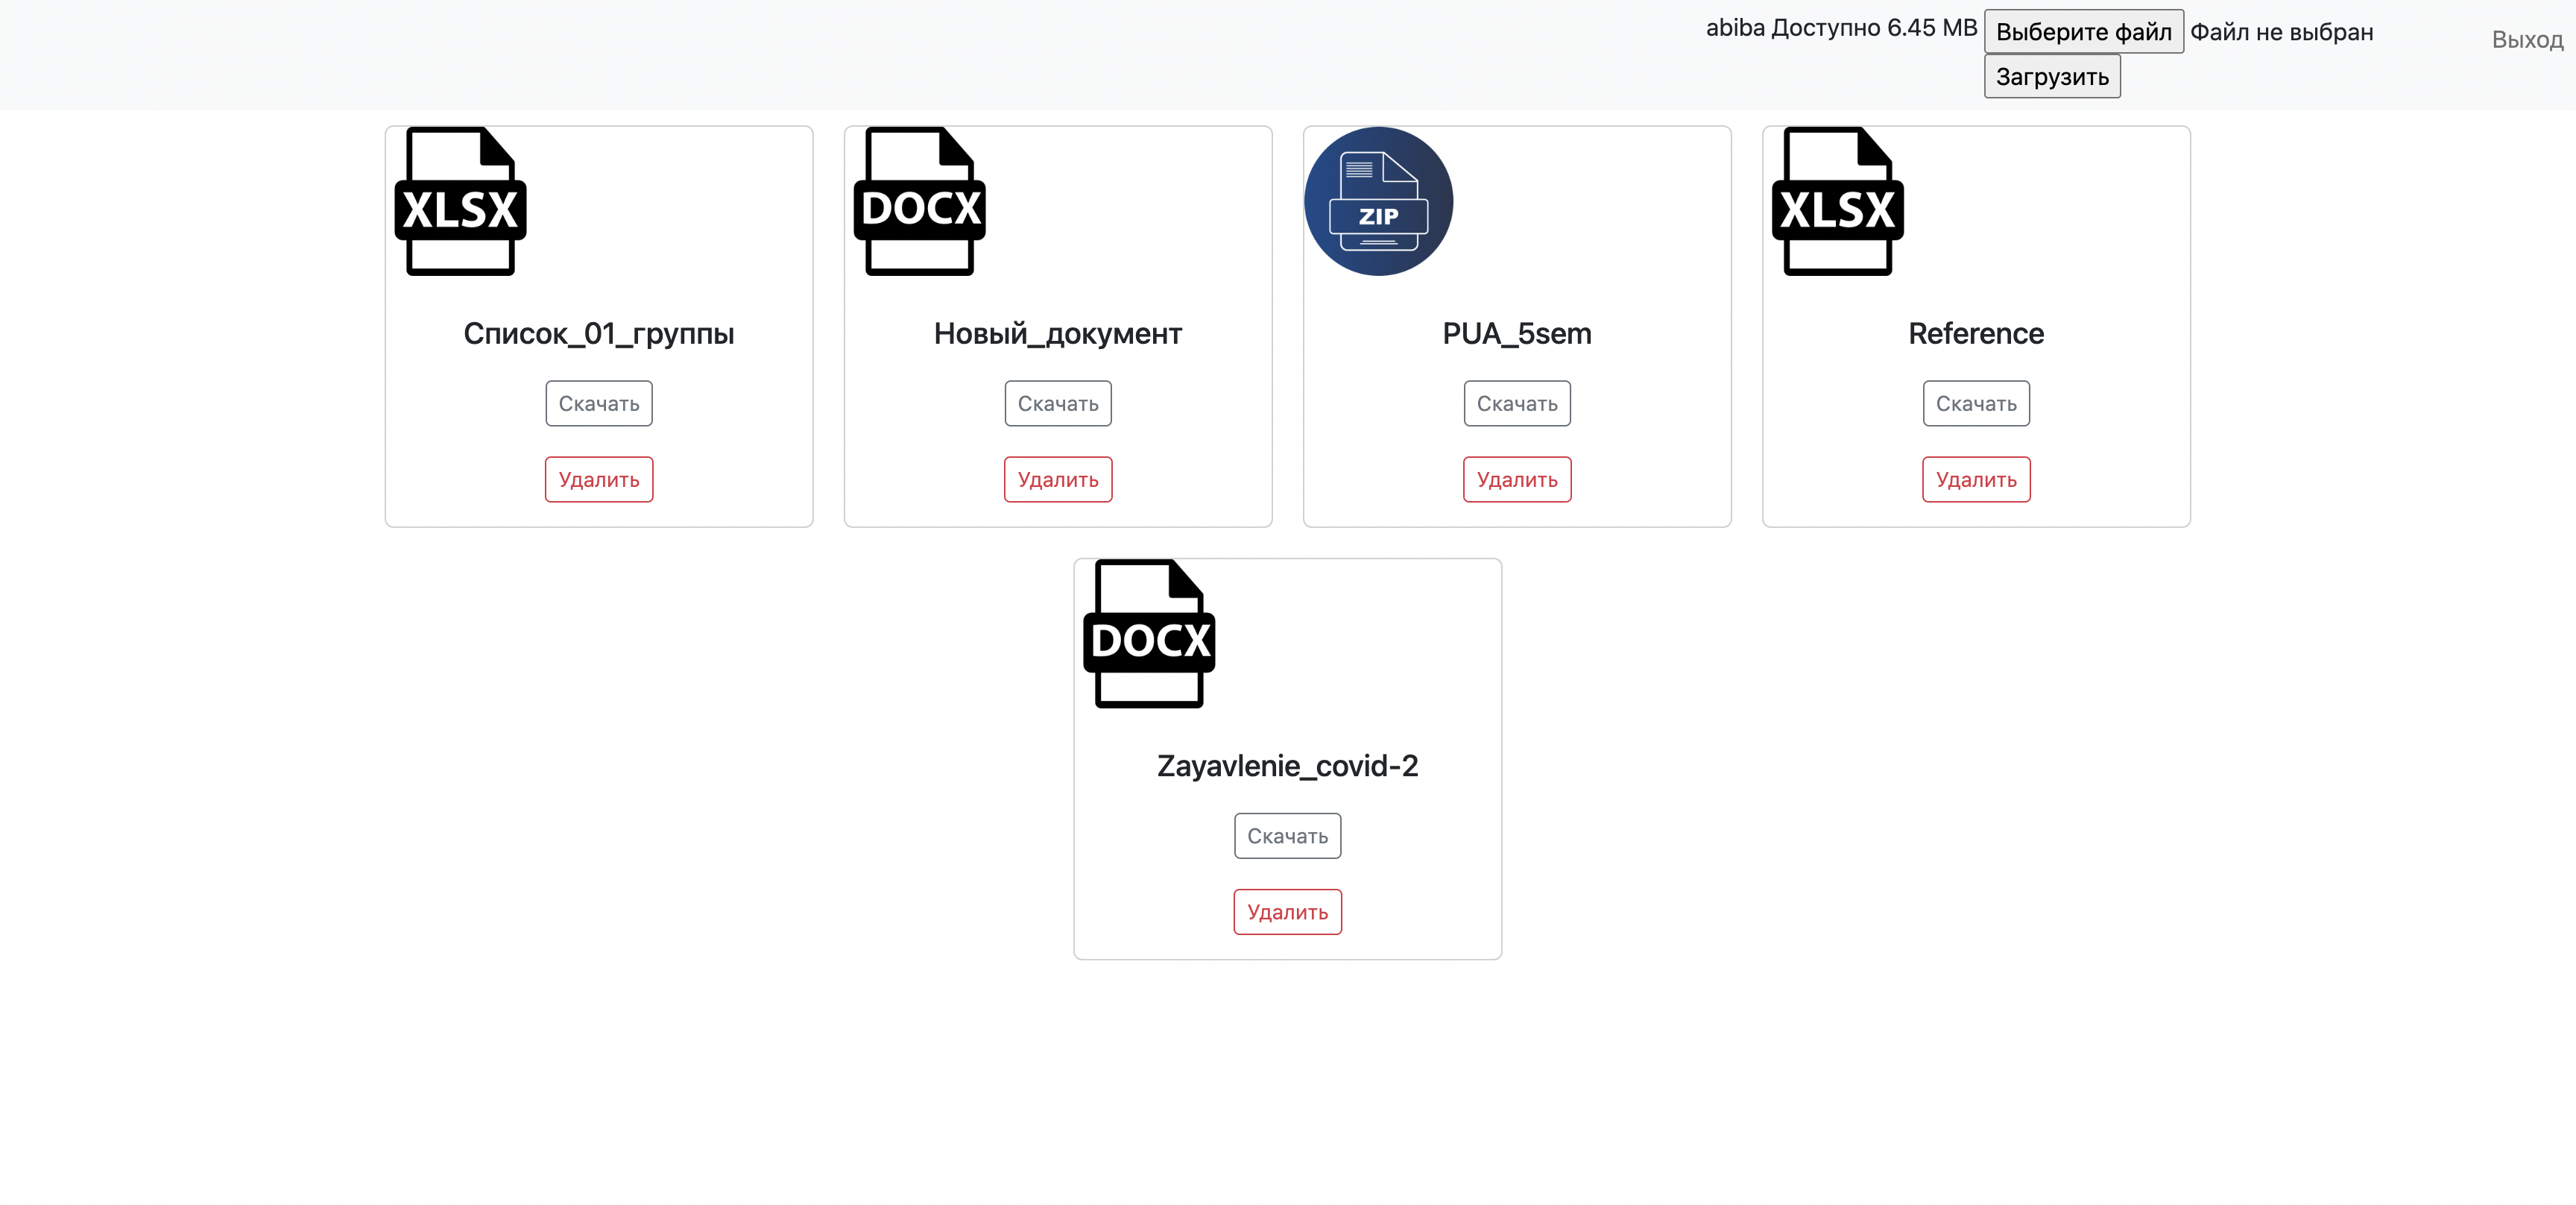 abiba Доступно 6.45 MB Выберите файл Файл не выбран Выход
Загрузить
XLSX DOCX ZIP XLSX
Список_01_группы Новый_документ PUA_5sem Reference
Скачать Скачать Скачать Скачать
Удалить Удалить Удалить Удалить
DOCX
Zayavlenie_covid-2
Скачать
Удалить